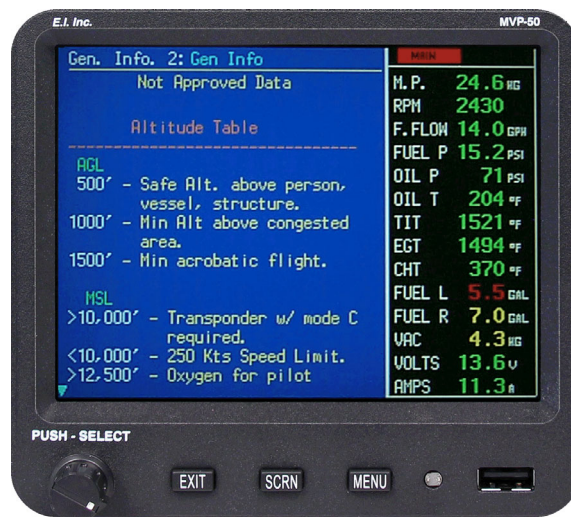 E.I. Inc. MVP-50
Gen. Info. 2: Gen Info
Not Approved Data
Altitude Table
AGL
500' - Safe Alt. above person,
vessel, structure.
1000' - Min Alt above congested
area.
1500' - Min acrobatic flight.
MSL
>10,000' - Transponder w/ mode C
required.
<10,000' - 250 Kts Speed Limit.
>12,500' - Oxygen for pilot
MAIN
M.P. 24.6 HG
RPM 2430
F.FLOW 14.0 GPH
FUEL P 15.2 PSI
OIL P 71 PSI
OIL T 204 °F
TIT 1521 °F
EGT 1494 °F
CHT 370 °F
FUEL L 5.5 GAL
FUEL R 7.0 GAL
VAC 4.3 HG
VOLTS 13.6 V
AMPS 11.3 A
PUSH - SELECT
EXIT SCRN MENU